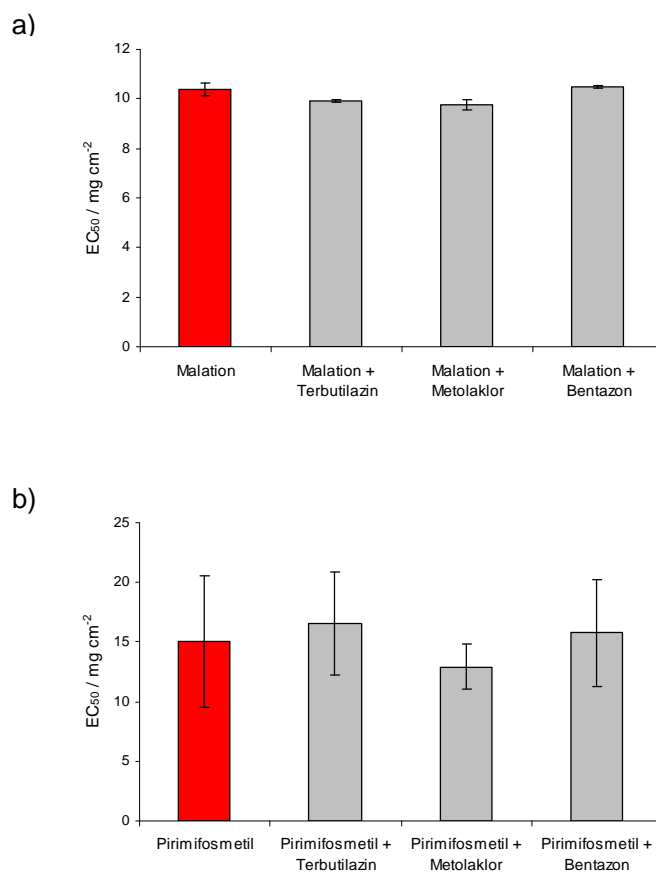 a)
12
10
8
6
4
2
0
EC₅₀ / mg cm⁻²
Malation
Malation +
Terbutilazin
Malation +
Metolaklor
Malation +
Bentazon
b)
25
20
15
10
5
0
EC₅₀ / mg cm⁻²
Pirimifosmetil
Pirimifosmetil +
Terbutilazin
Pirimifosmetil +
Metolaklor
Pirimifosmetil +
Bentazon